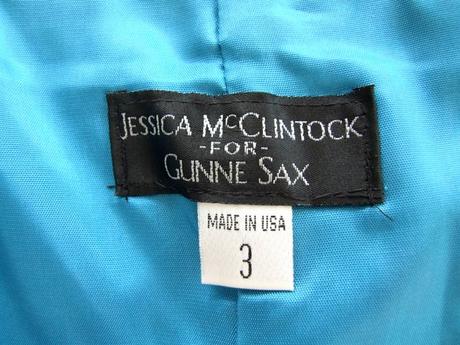 JESSICA MCCLINTOCK
-FOR-
GUNNE SAX
MADE IN USA
3